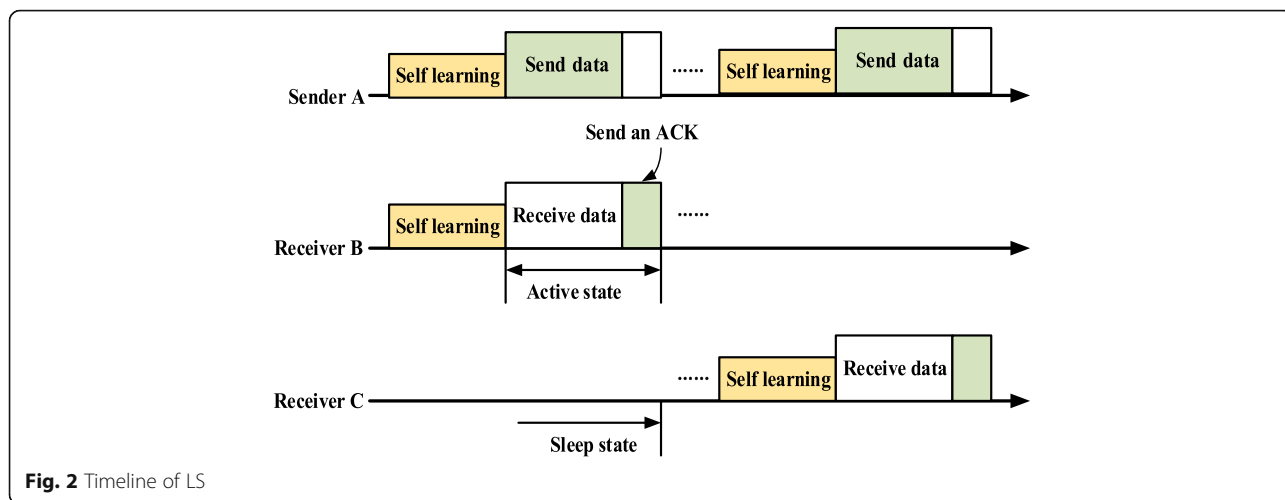 Self learning Send data ...... Self learning Send data
Sender A
Send an ACK
Self learning Receive data ......
Receiver B
Active state
...... Self learning Receive data
Receiver C
Sleep state
Fig. 2 Timeline of LS